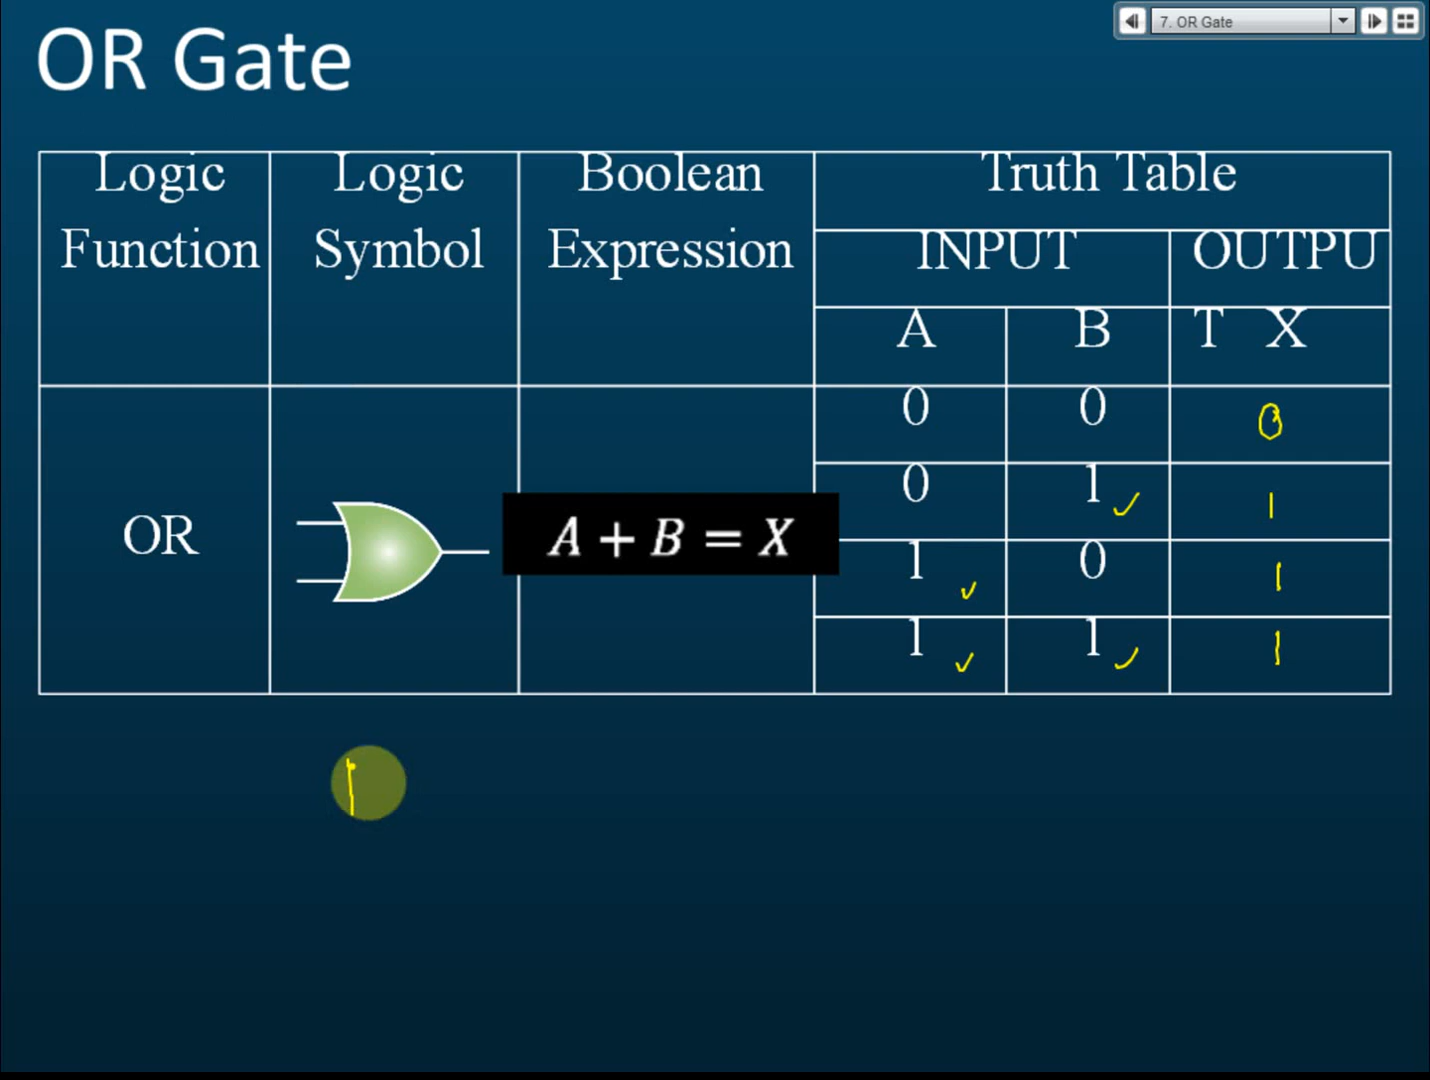 7. OR Gate
OR Gate
Logic Function
Logic Symbol
Boolean Expression
Truth Table
INPUT
OUTPU
A B T X
0 0 0
0 1 ✓ 1
1 ✓ 0 1
1 ✓ 1 ✓ 1
OR
A + B = X